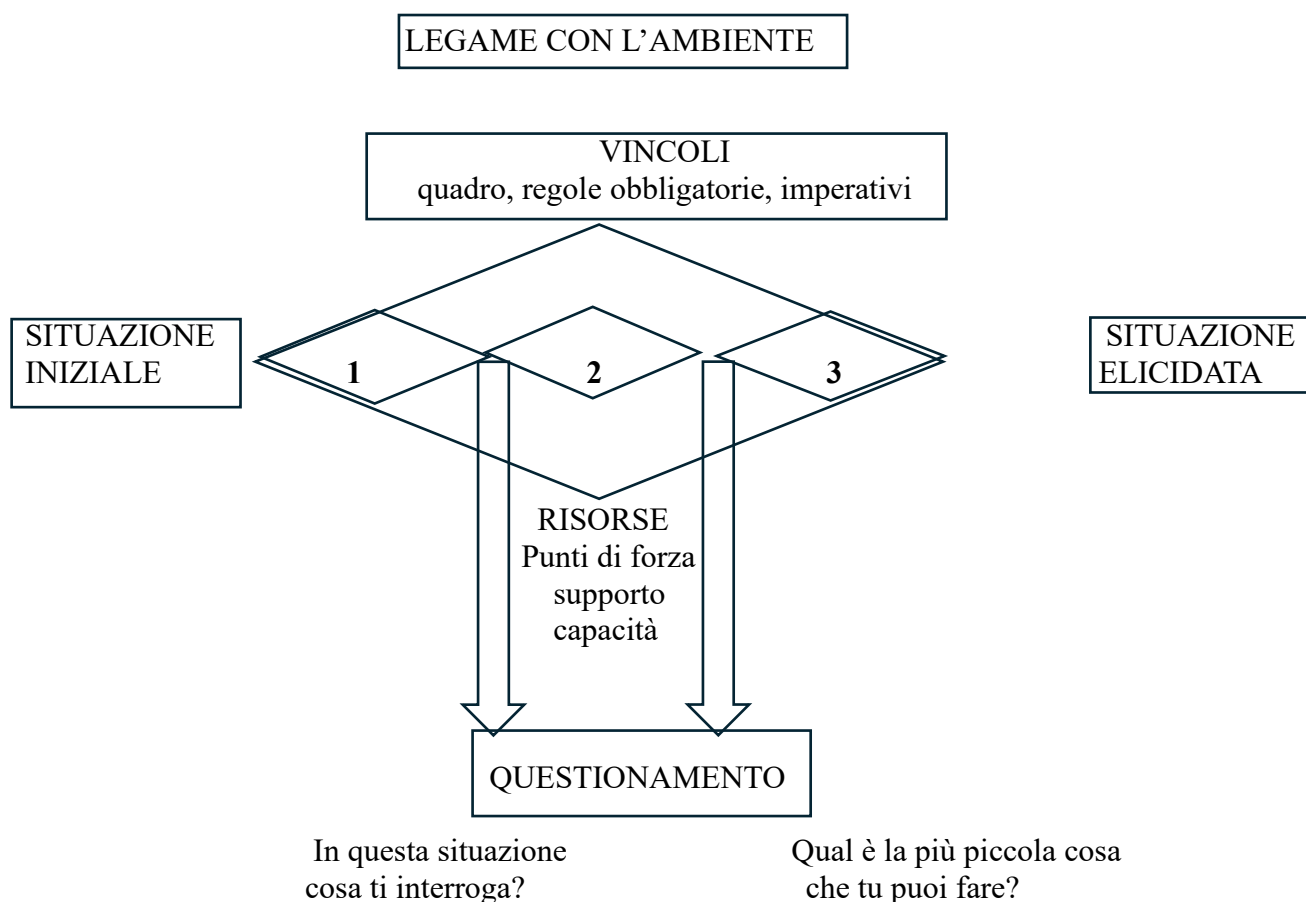 LEGAME CON L’AMBIENTE
VINCOLI
quadro, regole obbligatorie, imperativi
SITUAZIONE
INIZIALE
1
2
3
SITUAZIONE
ELICIDATA
RISORSE
Punti di forza
supporto
capacità
QUESTIONAMENTO
In questa situazione
cosa ti interroga?
Qual è la più piccola cosa
che tu puoi fare?